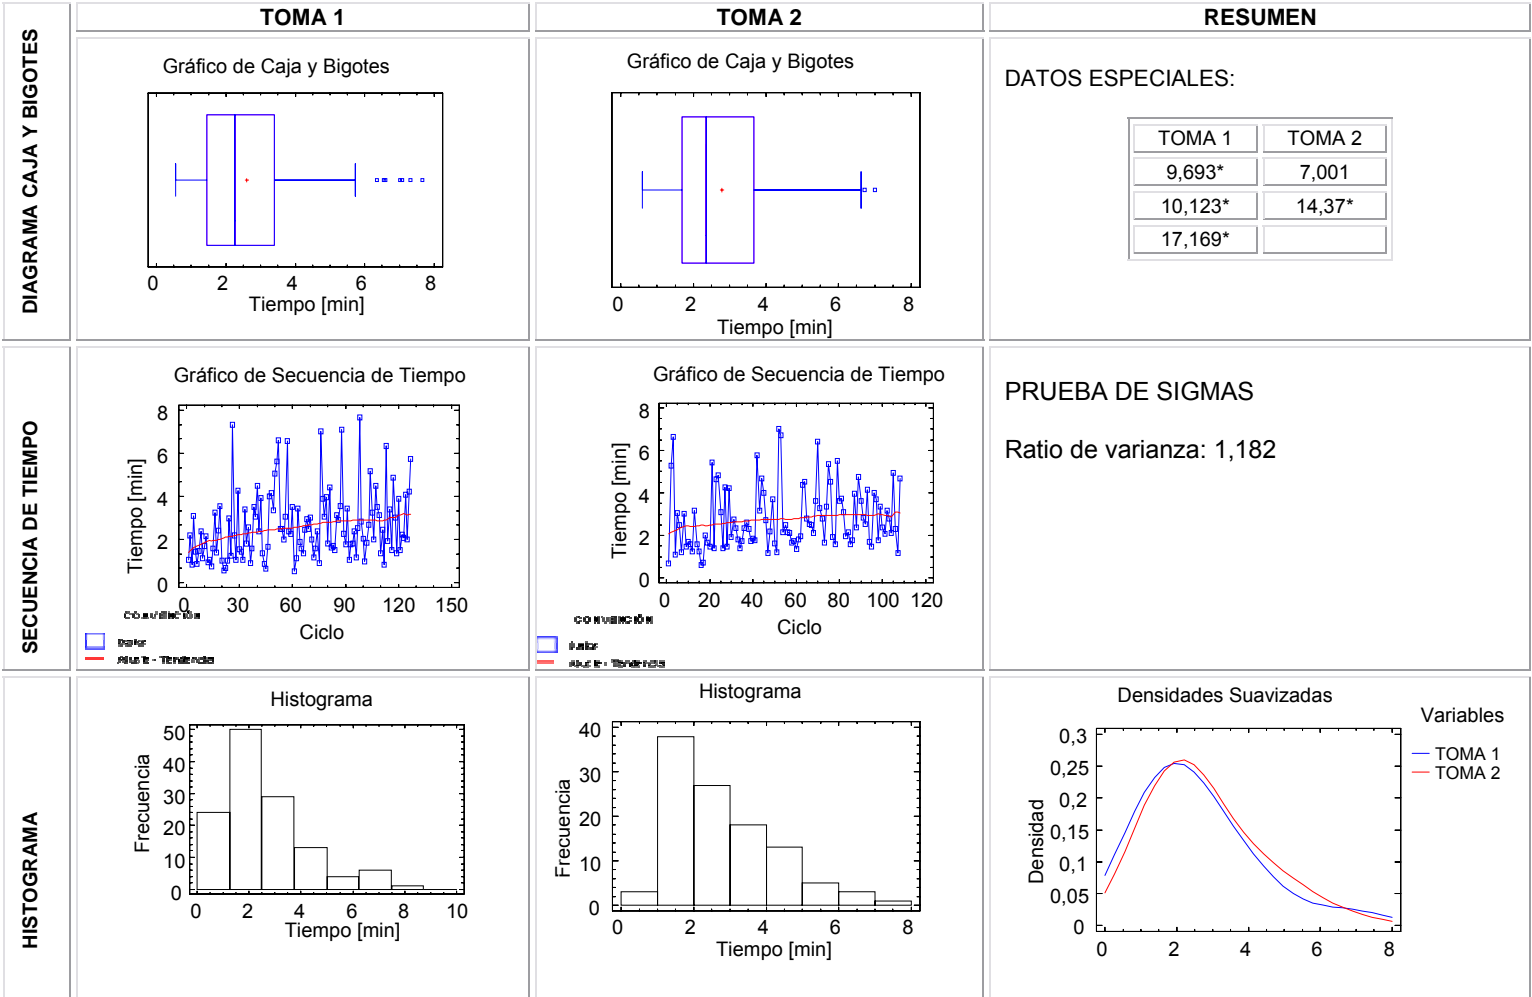 TOMA 1
TOMA 2
RESUMEN
DIAGRAMA CAJA Y BIGOTES
Gráfico de Caja y Bigotes
0 2 4 6 8
Tiempo [min]
Gráfico de Caja y Bigotes
0 2 4 6 8
Tiempo [min]
DATOS ESPECIALES:
TOMA 1 TOMA 2
9,693* 7,001
10,123* 14,37*
17,169*
SECUENCIA DE TIEMPO
Gráfico de Secuencia de Tiempo
Tiempo [min]
8
6
4
2
0
0 30 60 90 120 150
Ciclo
CONVENCIÓN
Ajuste - Tendencia
Gráfico de Secuencia de Tiempo
Tiempo [min]
8
6
4
2
0
0 20 40 60 80 100 120
Ciclo
CONVENCIÓN
Ajuste - Tendencia
PRUEBA DE SIGMAS
Ratio de varianza: 1,182
HISTOGRAMA
Histograma
Frecuencia
50
40
30
20
10
0
0 2 4 6 8 10
Tiempo [min]
Histograma
Frecuencia
40
30
20
10
0
0 2 4 6 8
Tiempo [min]
Densidades Suavizadas
Variables
TOMA 1
TOMA 2
Densidad
0,3
0,25
0,2
0,15
0,1
0,05
0
0 2 4 6 8